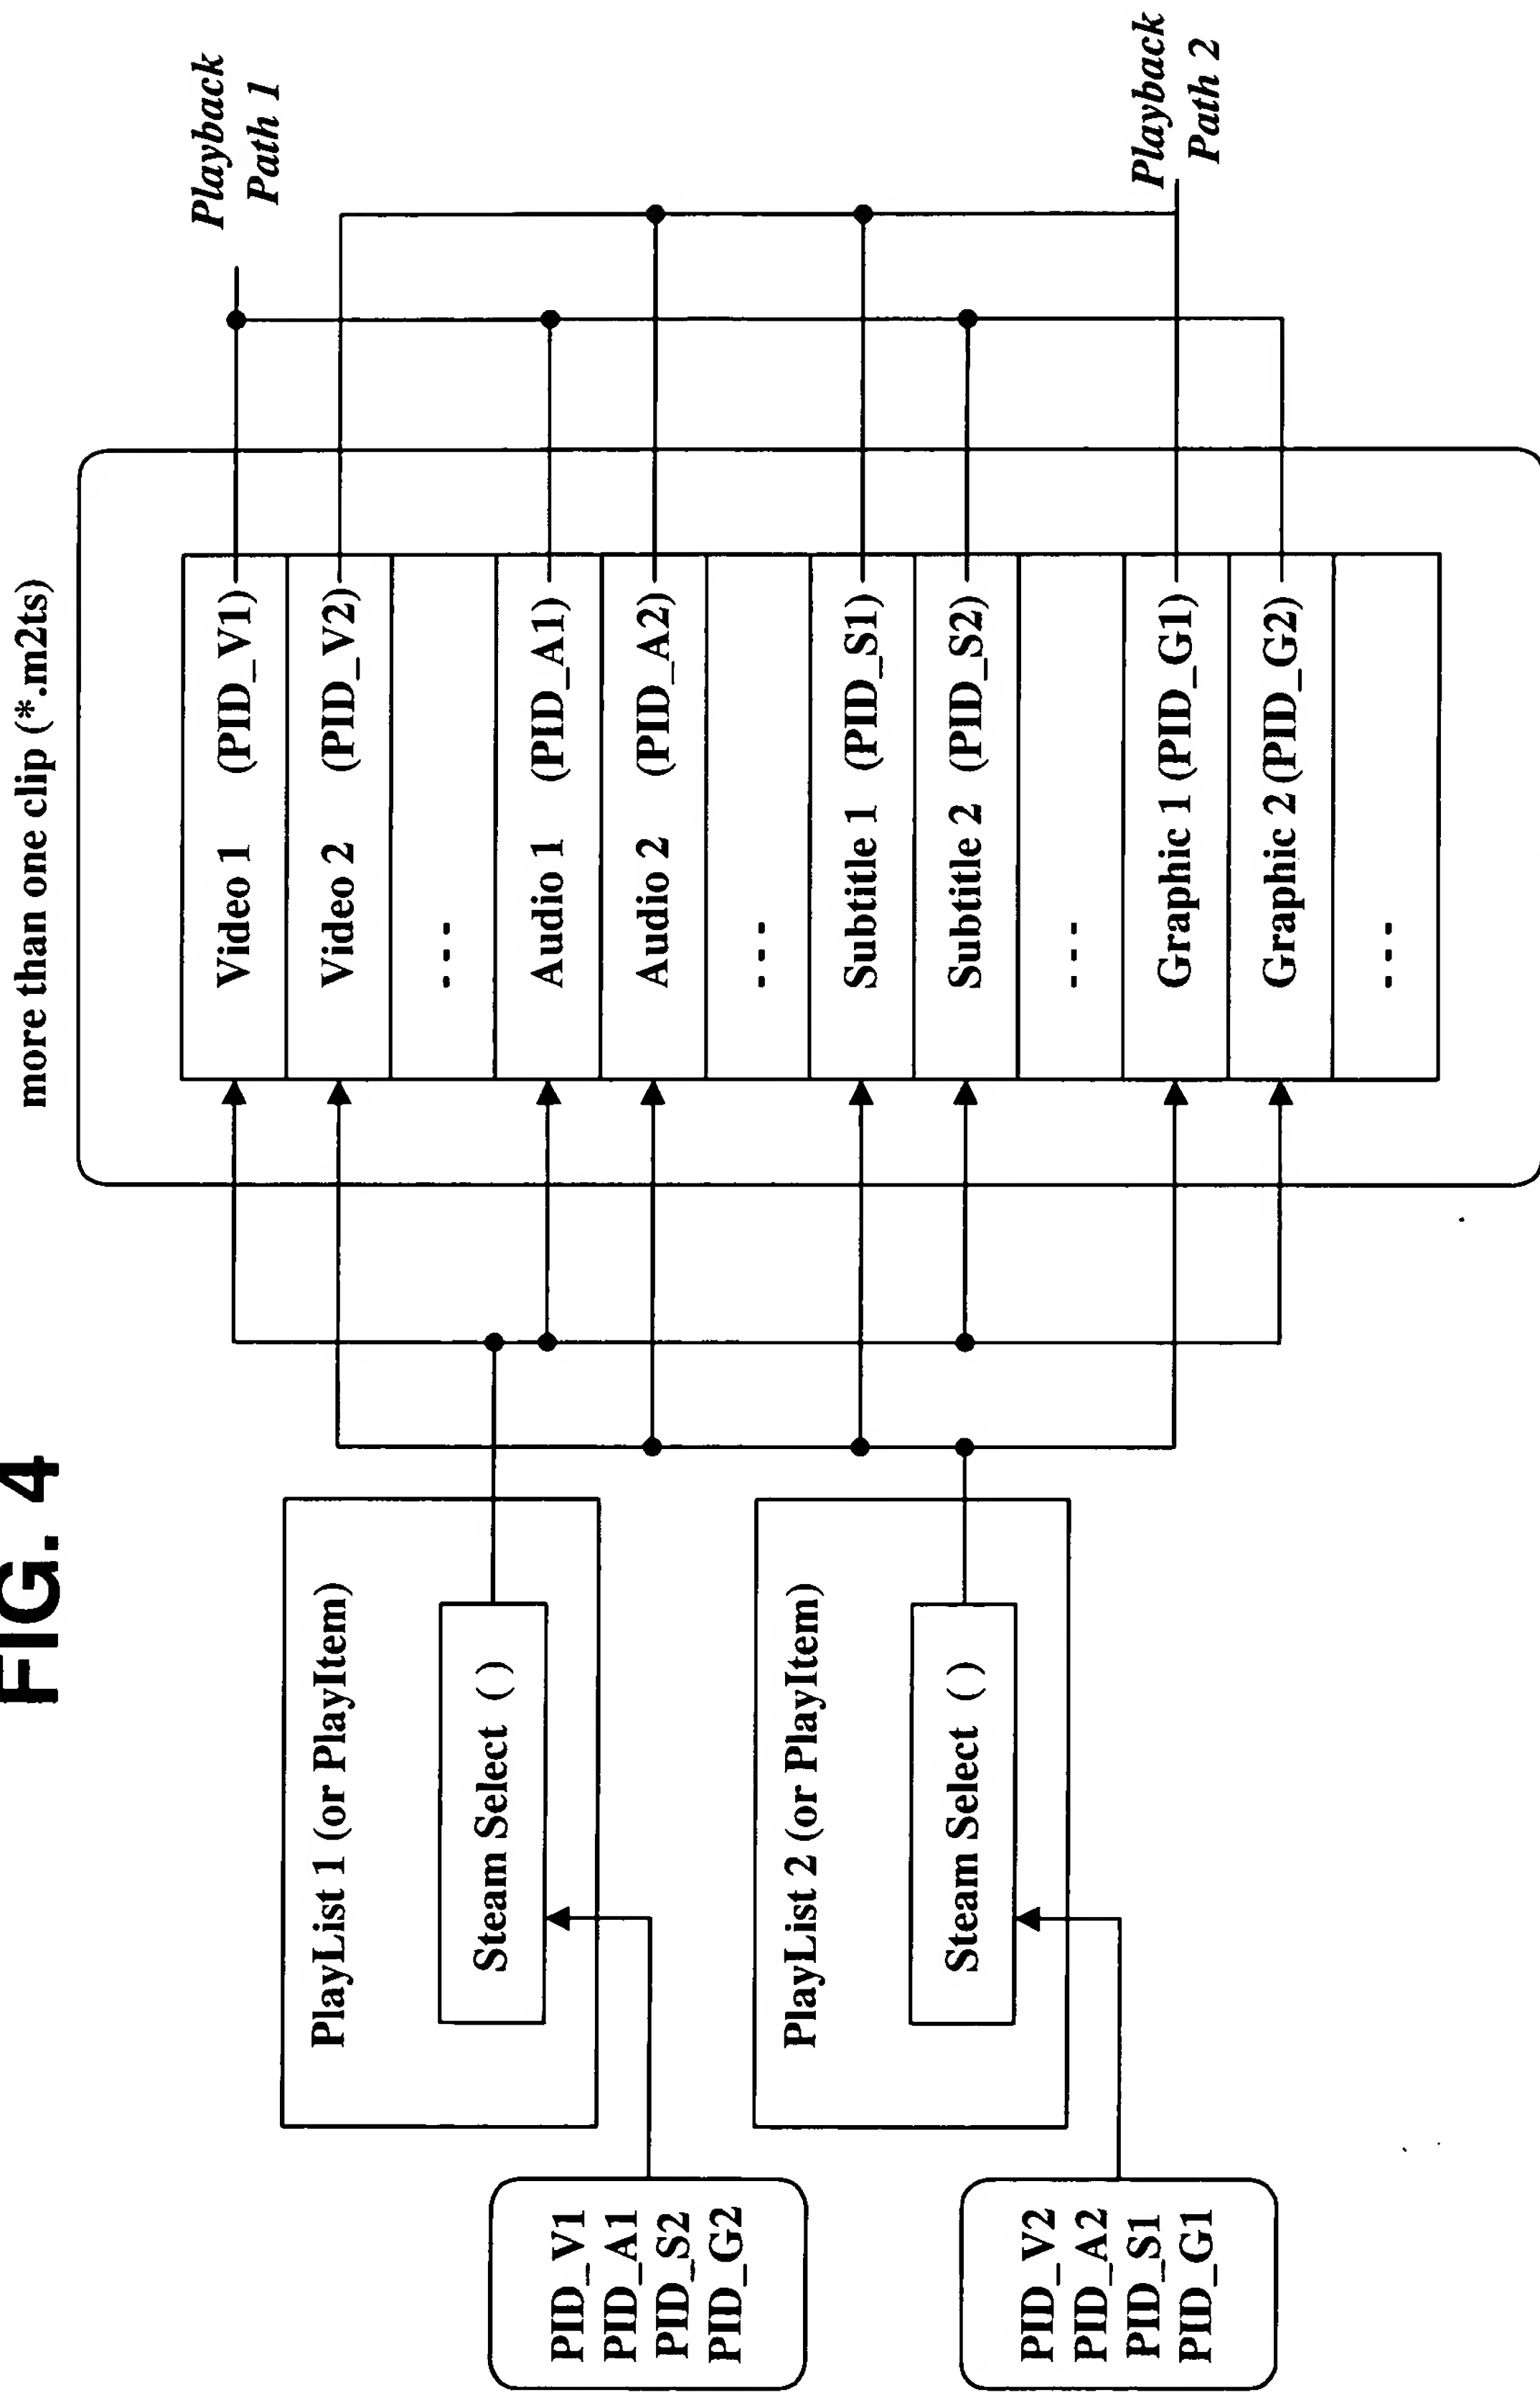 FIG. 4
more than one clip (*.m2ts)
PlayList 1 (or PlayItem)
Steam Select ( )
PID_V1
PID_A1
PID_S2
PID_G2
PlayList 2 (or PlayItem)
Steam Select ( )
PID_V2
PID_A2
PID_S1
PID_G1
Video 1 (PID_V1)
Video 2 (PID_V2)
...
Audio 1 (PID_A1)
Audio 2 (PID_A2)
...
Subtitle 1 (PID_S1)
Subtitle 2 (PID_S2)
...
Graphic 1 (PID_G1)
Graphic 2 (PID_G2)
...
Playback
Path 1
Playback
Path 2